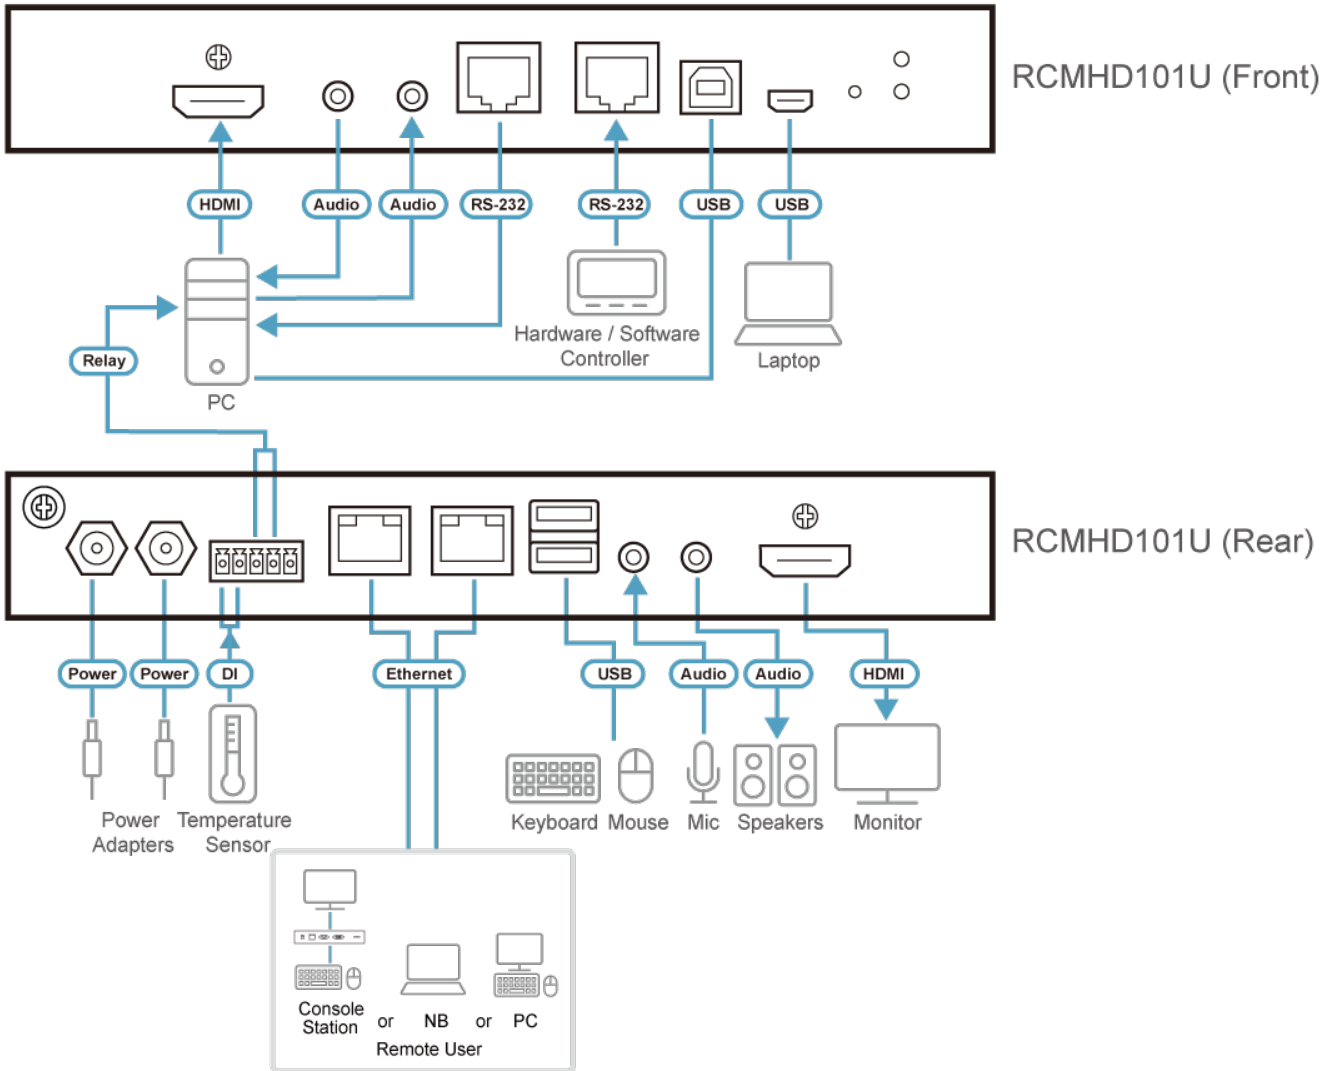 RCMHD101U (Front)
HDMI
Audio
Audio
RS-232
RS-232
USB
USB
Hardware / Software
Controller
Laptop
Relay
PC
RCMHD101U (Rear)
Power
Power
DI
Ethernet
USB
Audio
Audio
HDMI
Power
Adapters
Temperature
Sensor
Keyboard
Mouse
Mic
Speakers
Monitor
Console
Station
or
NB
or
PC
Remote User